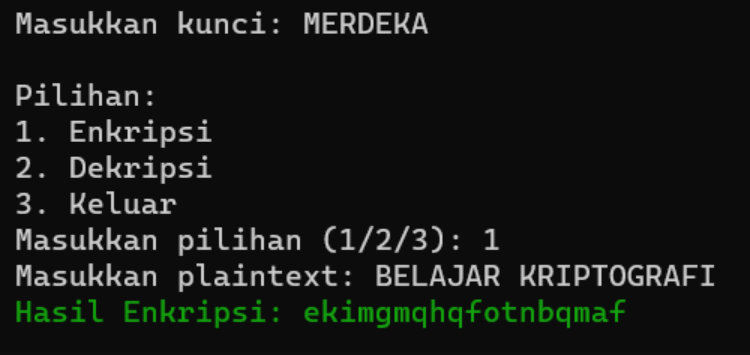 Masukkan kunci: MERDEKA
Pilihan:
1. Enkripsi
2. Dekripsi
3. Keluar
Masukkan pilihan (1/2/3): 1
Masukkan plaintext: BELAJAR KRIPTOGRAFI
Hasil Enkripsi: ekimgmqhqfotnbqmaf